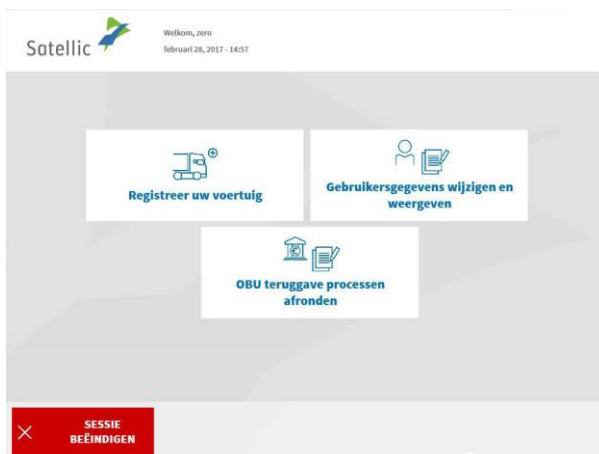 Satellic
Welkom, zero
februari 28, 2017 - 14:57
Registreer uw voertuig
Gebruikersgegevens wijzigen en
weergeven
OBU teruggave processen
afronden
SESSIE
BEËINDIGEN